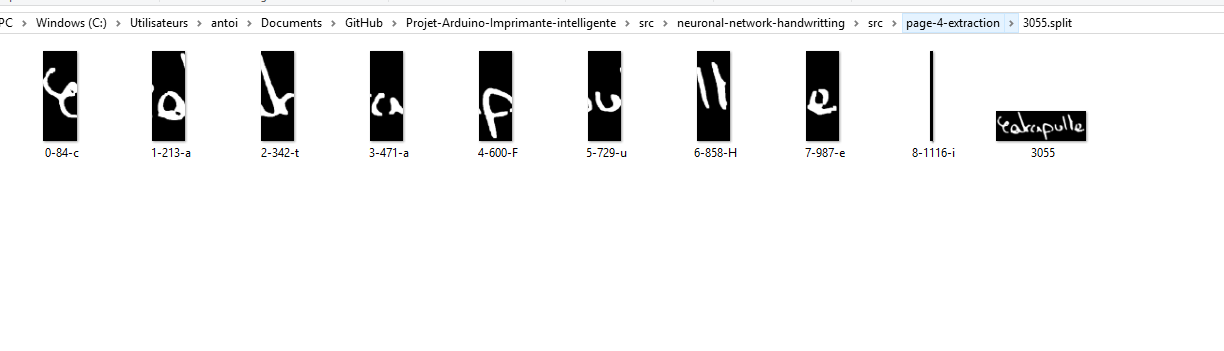 PC > Windows (C:) > Utilisateurs > antoi > Documents > GitHub > Projet-Arduino-Imprimante-intelligente > src > neuronal-network-handwritting > src > page-4-extraction > 3055.split
0-84-c 1-213-a 2-342-t 3-471-a 4-600-F 5-729-u 6-858-H 7-987-e 8-1116-i 3055